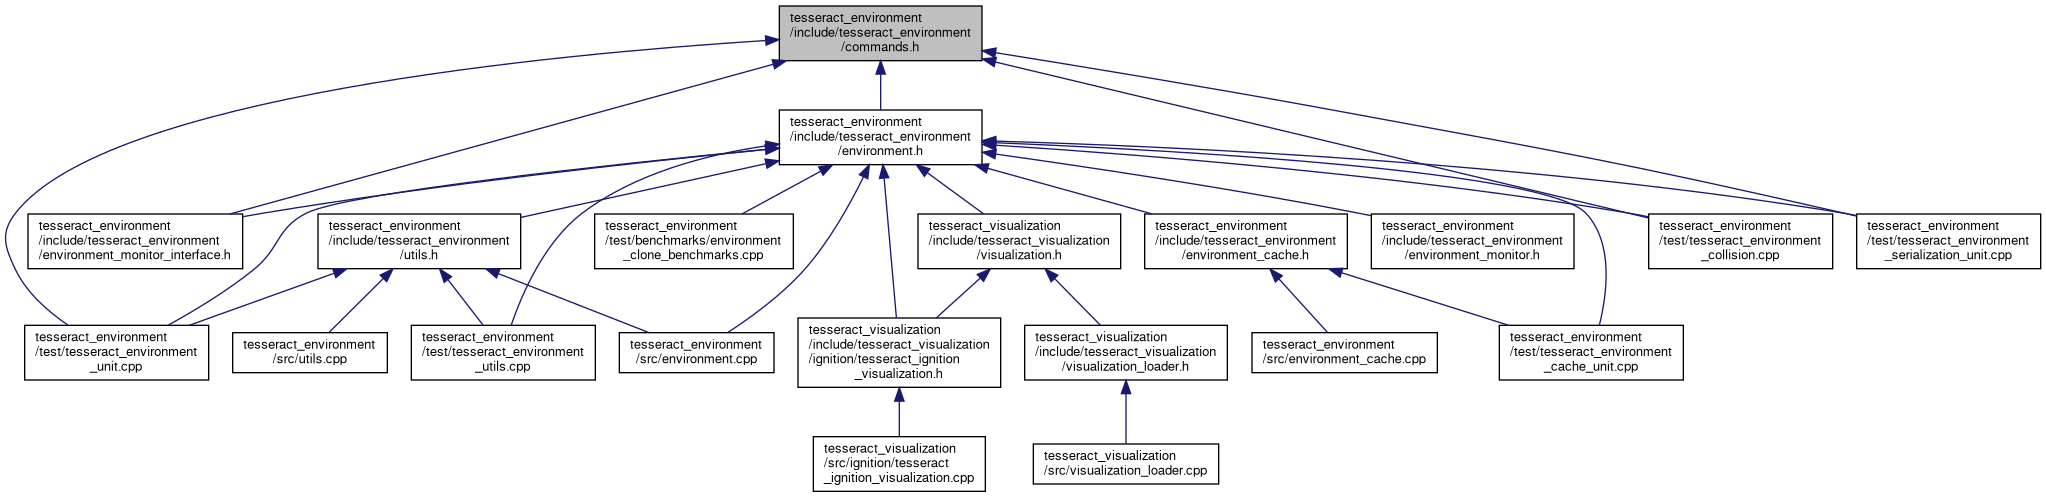 tesseract_environment
/include/tesseract_environment
/commands.h
tesseract_environment
/include/tesseract_environment
/environment.h
tesseract_environment
/include/tesseract_environment
/environment_monitor_interface.h
tesseract_environment
/include/tesseract_environment
/utils.h
tesseract_environment
/test/benchmarks/environment
_clone_benchmarks.cpp
tesseract_visualization
/include/tesseract_visualization
/visualization.h
tesseract_environment
/include/tesseract_environment
/environment_cache.h
tesseract_environment
/include/tesseract_environment
/environment_monitor.h
tesseract_environment
/test/tesseract_environment
_collision.cpp
tesseract_environment
/test/tesseract_environment
_serialization_unit.cpp
tesseract_environment
/test/tesseract_environment
_unit.cpp
tesseract_environment
/src/utils.cpp
tesseract_environment
/test/tesseract_environment
_utils.cpp
tesseract_environment
/src/environment.cpp
tesseract_visualization
/include/tesseract_visualization
/ignition/tesseract_ignition
_visualization.h
tesseract_visualization
/include/tesseract_visualization
/visualization_loader.h
tesseract_environment
/src/environment_cache.cpp
tesseract_environment
/test/tesseract_environment
_cache_unit.cpp
tesseract_visualization
/src/ignition/tesseract
_ignition_visualization.cpp
tesseract_visualization
/src/visualization_loader.cpp